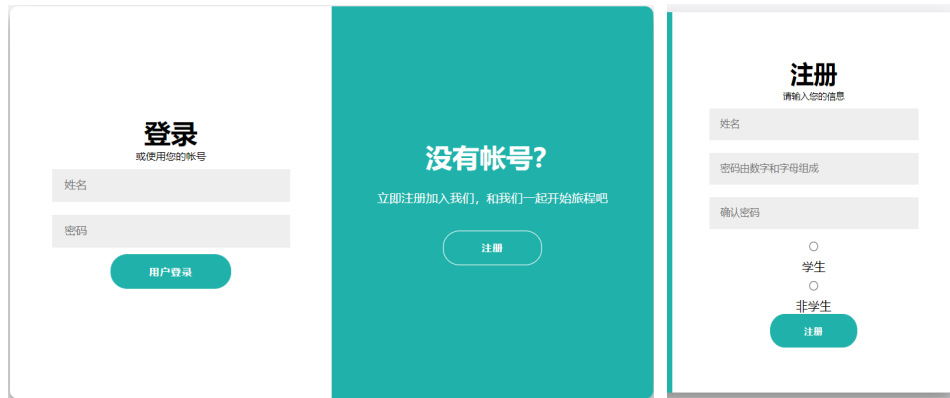 登录
或使用您的帐号
姓名
密码
用户登录
没有帐号?
立即注册加入我们，和我们一起开始旅程吧
注册
注册
请输入您的信息
姓名
密码由数字和字母组成
确认密码
学生
非学生
注册